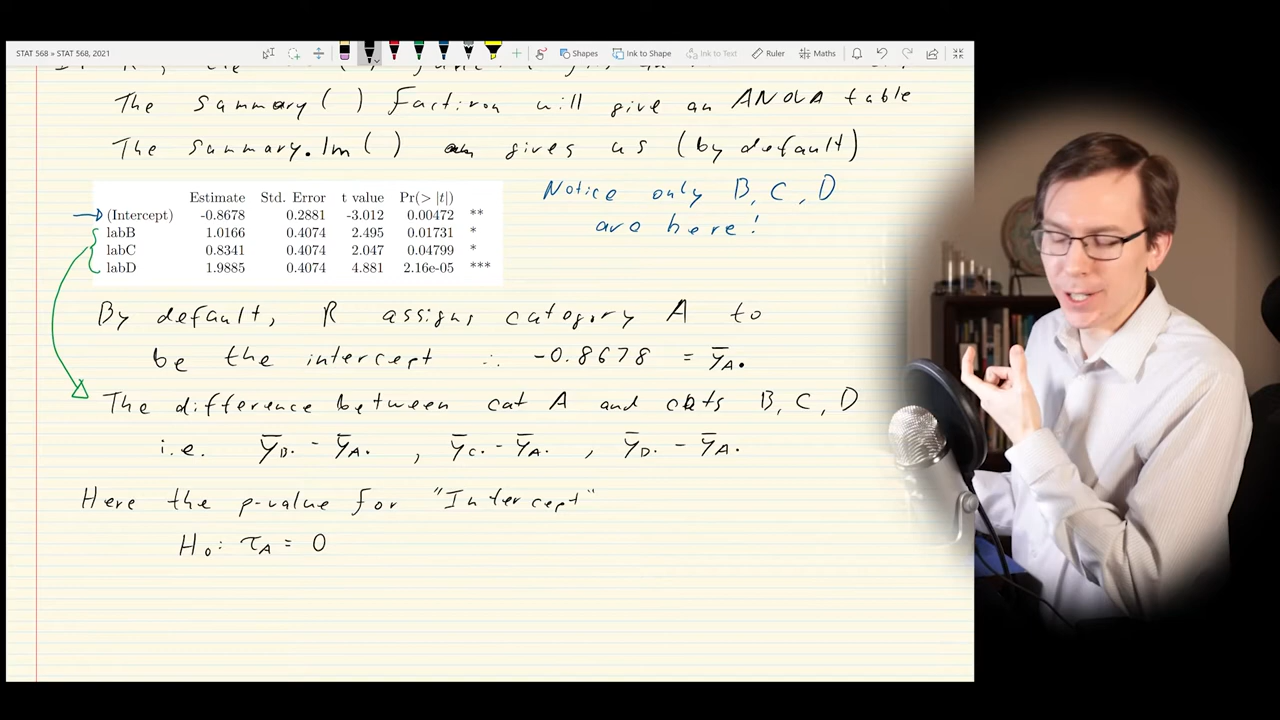 STAT 568 » STAT 568, 2021
Shapes
Ink to Shape
Ink to Text
Ruler
Maths
The summary( ) Factiron will give an ANOVA table
The summary.lm( ) gives us (by default)
Estimate Std. Error t value Pr(> |t|)
(Intercept) -0.8678 0.2881 -3.012 0.00472 **
labB 1.0166 0.4074 2.495 0.01731 *
labC 0.8341 0.4074 2.047 0.04799 *
labD 1.9885 0.4074 4.881 2.16e-05 ***
Notice only B, C, D
are here!
By default, R assigns category A to
be the intercept ∴ -0.8678 = ȳA.
The difference between cat A and cats B, C, D
i.e. ȳD. - ȳA. , ȳC. - ȳA. , ȳD. - ȳA.
Here the p-value for "Intercept"
H0: τA = 0